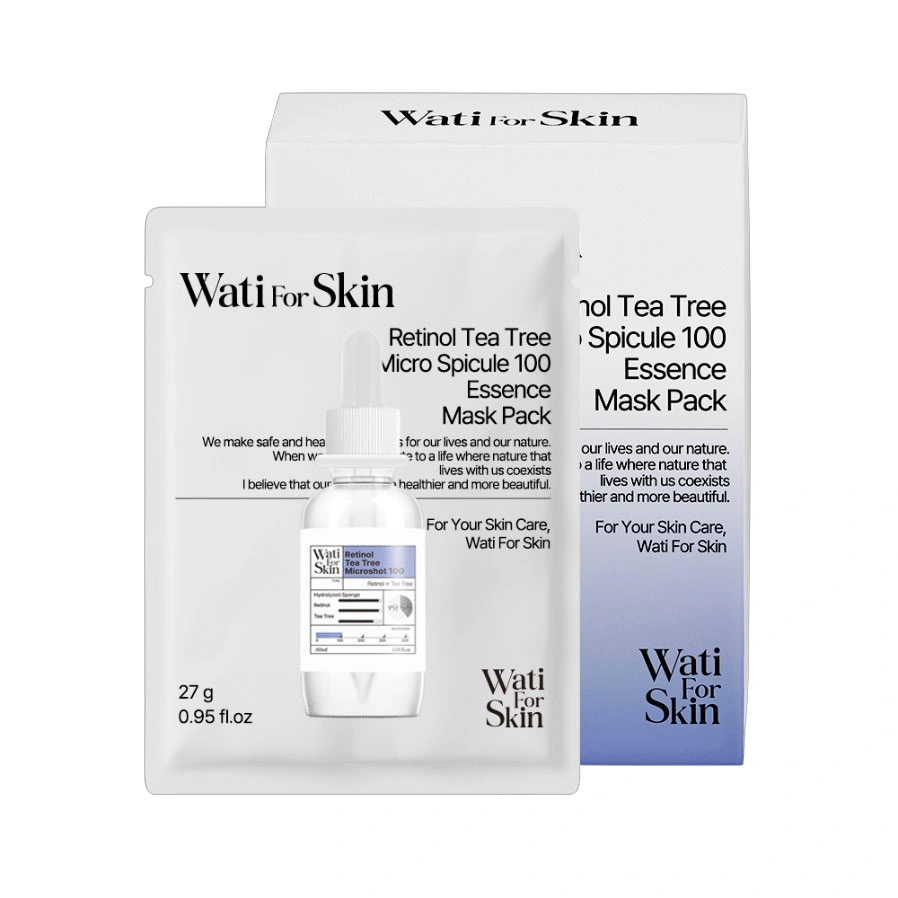 Wati For Skin
Wati For Skin
Retinol Tea Tree
Micro Spicule 100
Essence
Mask Pack
We make safe and hea s for our lives and our nature.
When w te to a life where nature that
lives with us coexists
I believe that our healthier and more beautiful.
For Your Skin Care,
Wati For Skin
Wati
For
Skin
Retinol
Tea Tree
Microshot 100
Retinol + Tea Tree
Hydrolyzed Sponge
Retinol
Tea Tree
27 g
0.95 fl.oz
Wati
For
Skin
nol Tea Tree
Spicule 100
Essence
Mask Pack
our lives and our nature.
a life where nature that
lives with us coexists
thier and more beautiful.
For Your Skin Care,
Wati For Skin
Wati
For
Skin